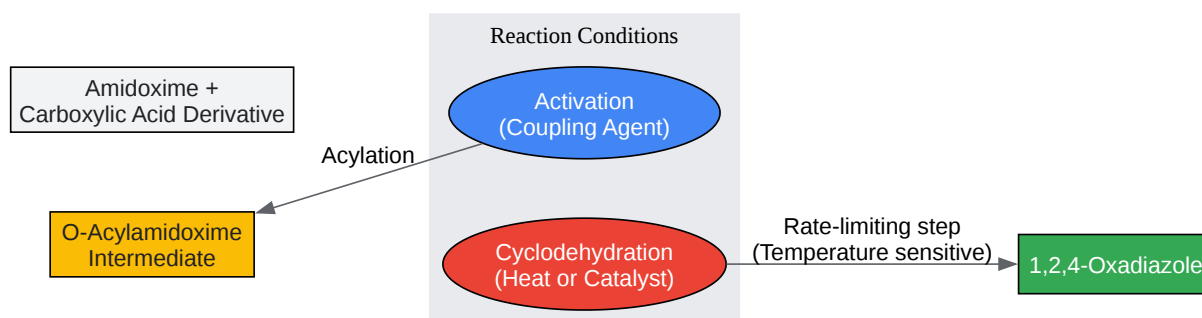 Reaction Conditions
Amidoxime +
Carboxylic Acid Derivative
Activation
(Coupling Agent)
Acylation
O-Acylamidoxime
Intermediate
Cyclodehydration
(Heat or Catalyst)
Rate-limiting step
(Temperature sensitive)
1,2,4-Oxadiazole